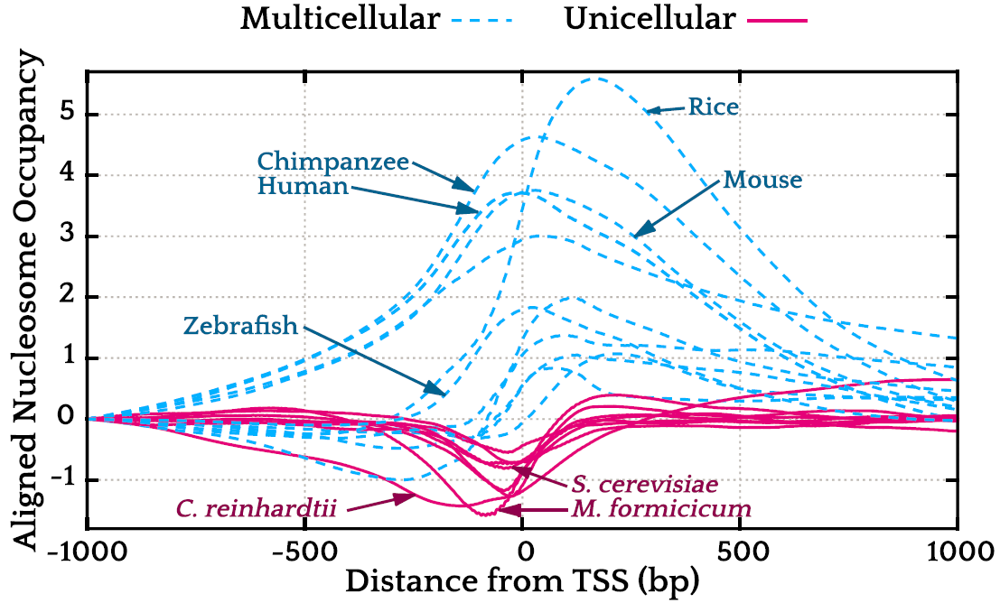 Multicellular Unicellular
Aligned Nucleosome Occupancy
5
4
3
2
1
0
-1
Rice
Chimpanzee
Human
Mouse
Zebrafish
S. cerevisiae
C. reinhardtii
M. formicicum
-1000 -500 0 500 1000
Distance from TSS (bp)